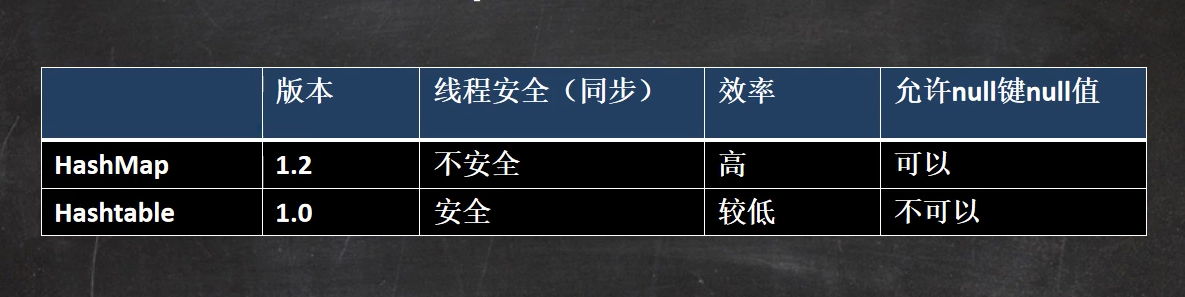 版本 线程安全（同步） 效率 允许null键null值
HashMap 1.2 不安全 高 可以
Hashtable 1.0 安全 较低 不可以